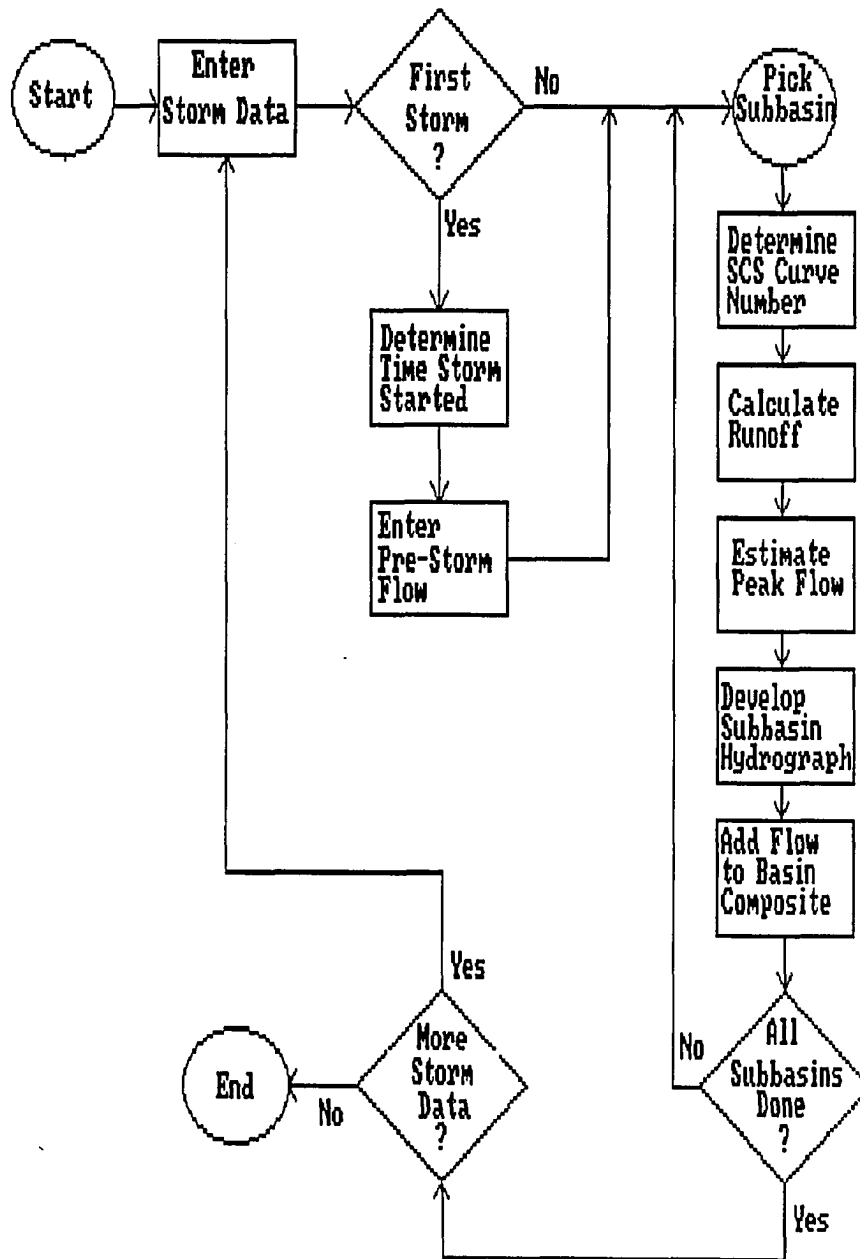 Start
Enter
Storm Data
First
Storm
?
No
Pick
Subbasin
Yes
Determine
SCS Curve
Number
Determine
Time Storm
Started
Calculate
Runoff
Enter
Pre-Storm
Flow
Estimate
Peak Flow
Develop
Subbasin
Hydrograph
Add Flow
to Basin
Composite
Yes
More
Storm
Data
?
No
End
All
Subbasins
Done
?
No
Yes